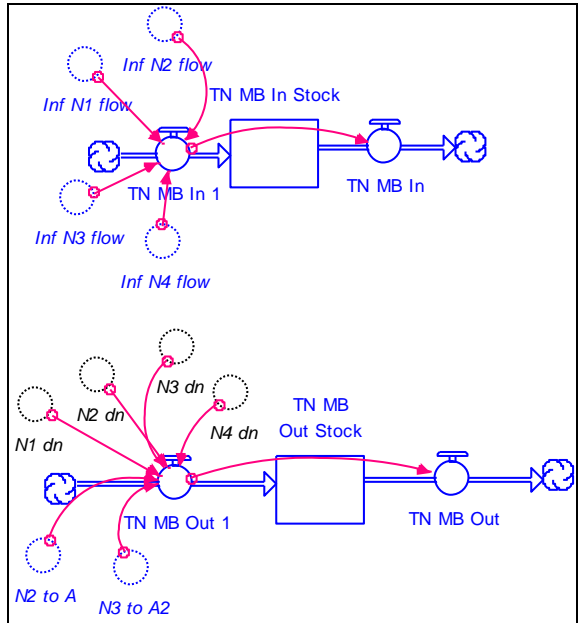 Inf N2 flow
TN MB In Stock
Inf N1 flow
TN MB In 1
TN MB In
Inf N3 flow
Inf N4 flow
N3 dn
N2 dn
TN MB
Out Stock
N4 dn
N1 dn
TN MB Out 1
TN MB Out
N2 to A
N3 to A2